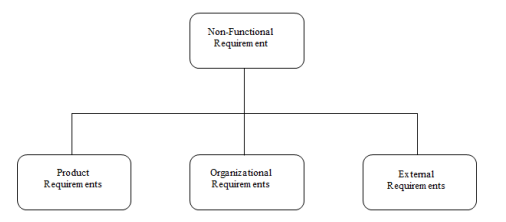 Non-Functional
Requirement
Product
Requirements
Organizational
Requirements
External
Requirements